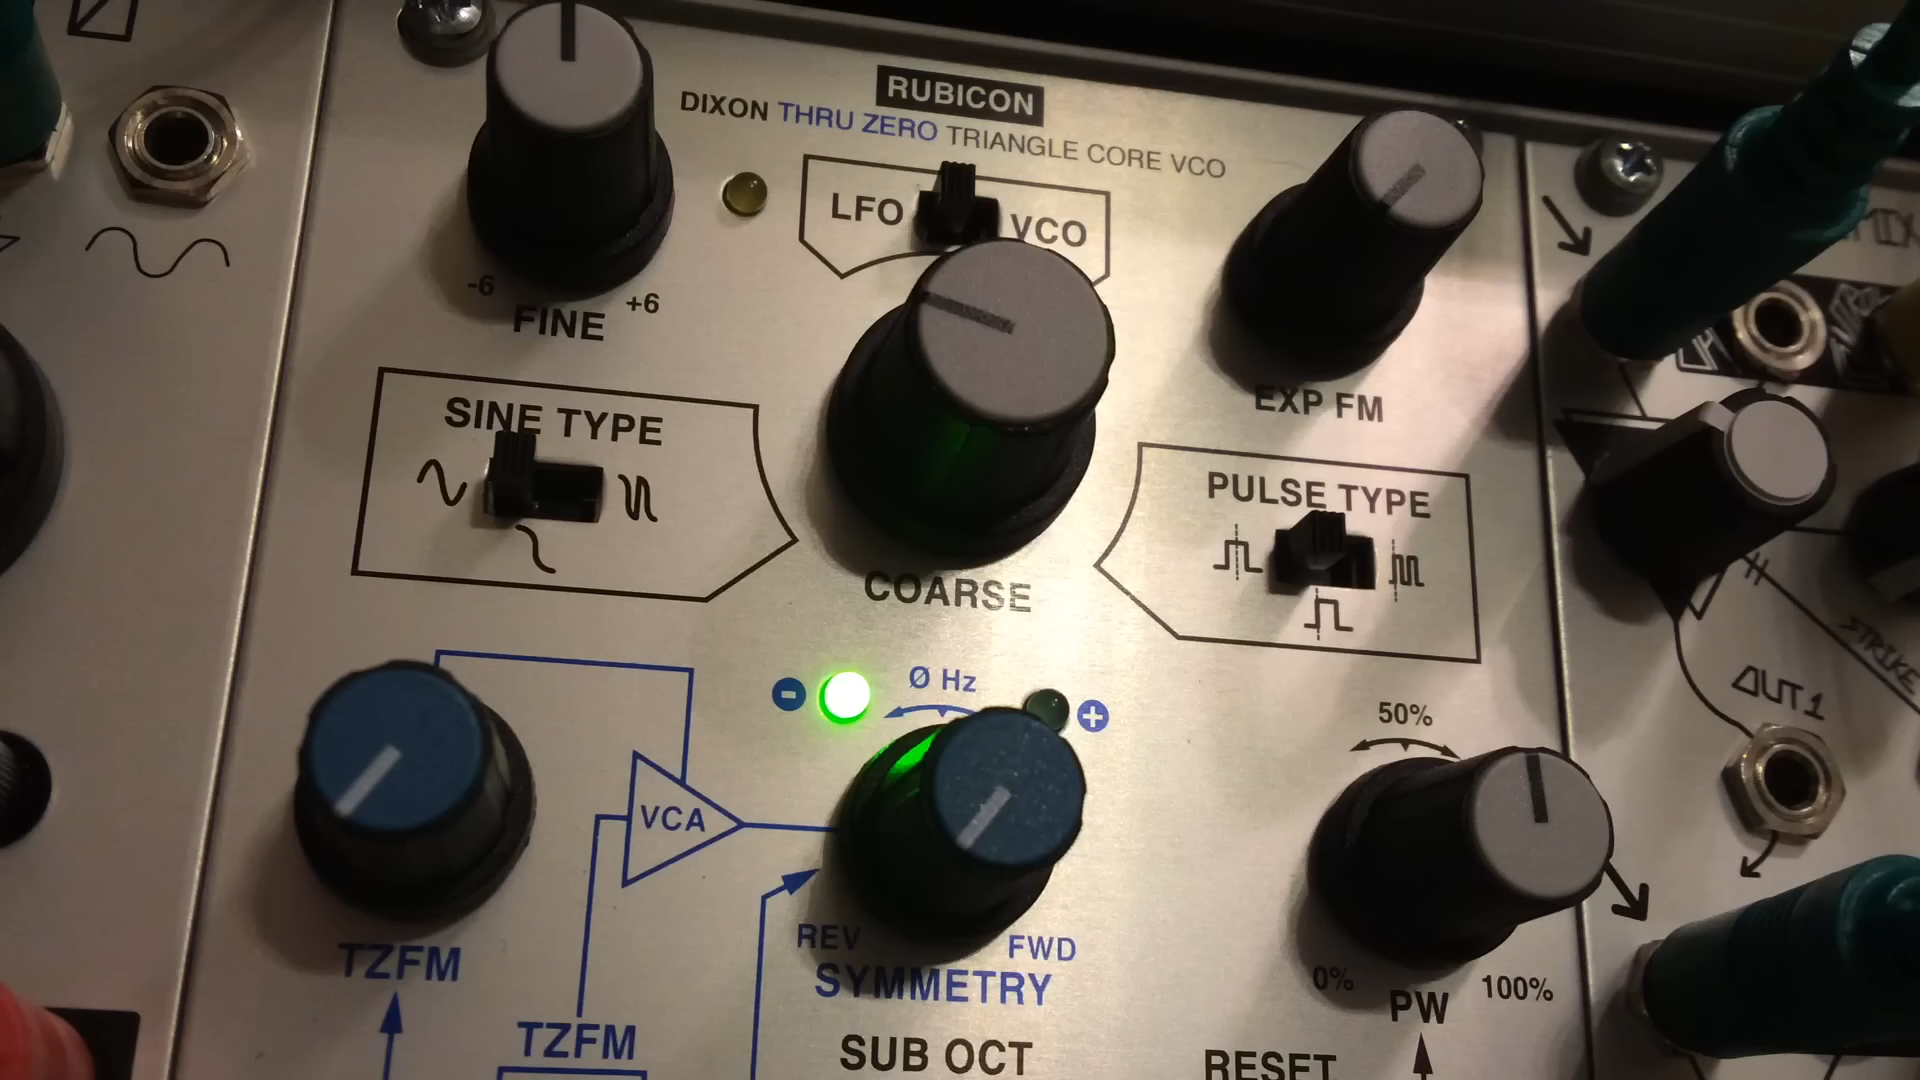 RUBICON
DIXON THRU ZERO TRIANGLE CORE VCO
LFO VCO
-6 +6
FINE
EXP FM
SINE TYPE
PULSE TYPE
COARSE
- Ø Hz +
50%
VCA
OUT 1
STRIKE
REV FWD
TZFM
SYMMETRY
0% 100%
PW
TZFM
SUB OCT
RESET